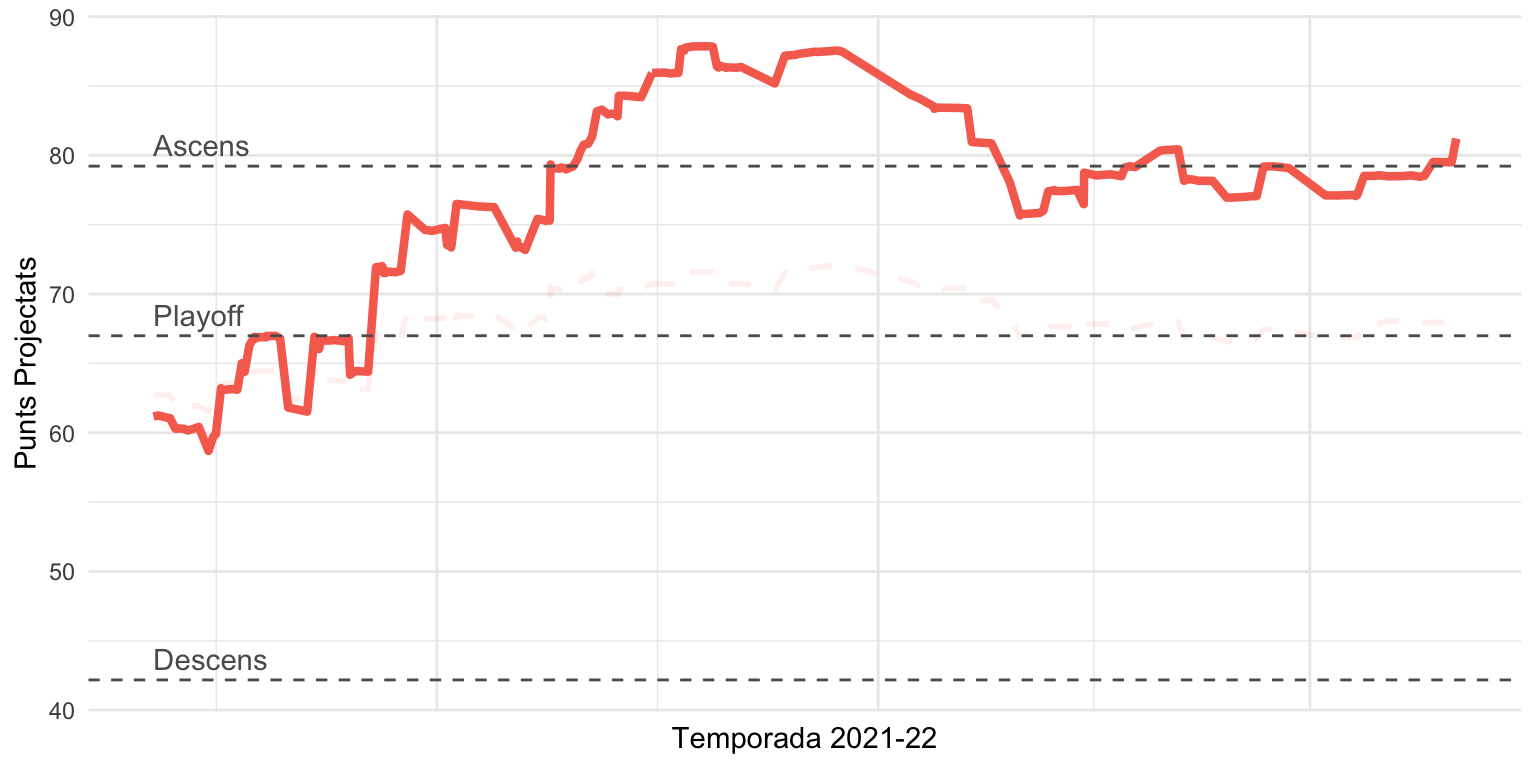 90
80
70
60
50
40
Punts Projectats
Ascens
Playoff
Descens
Temporada 2021-22